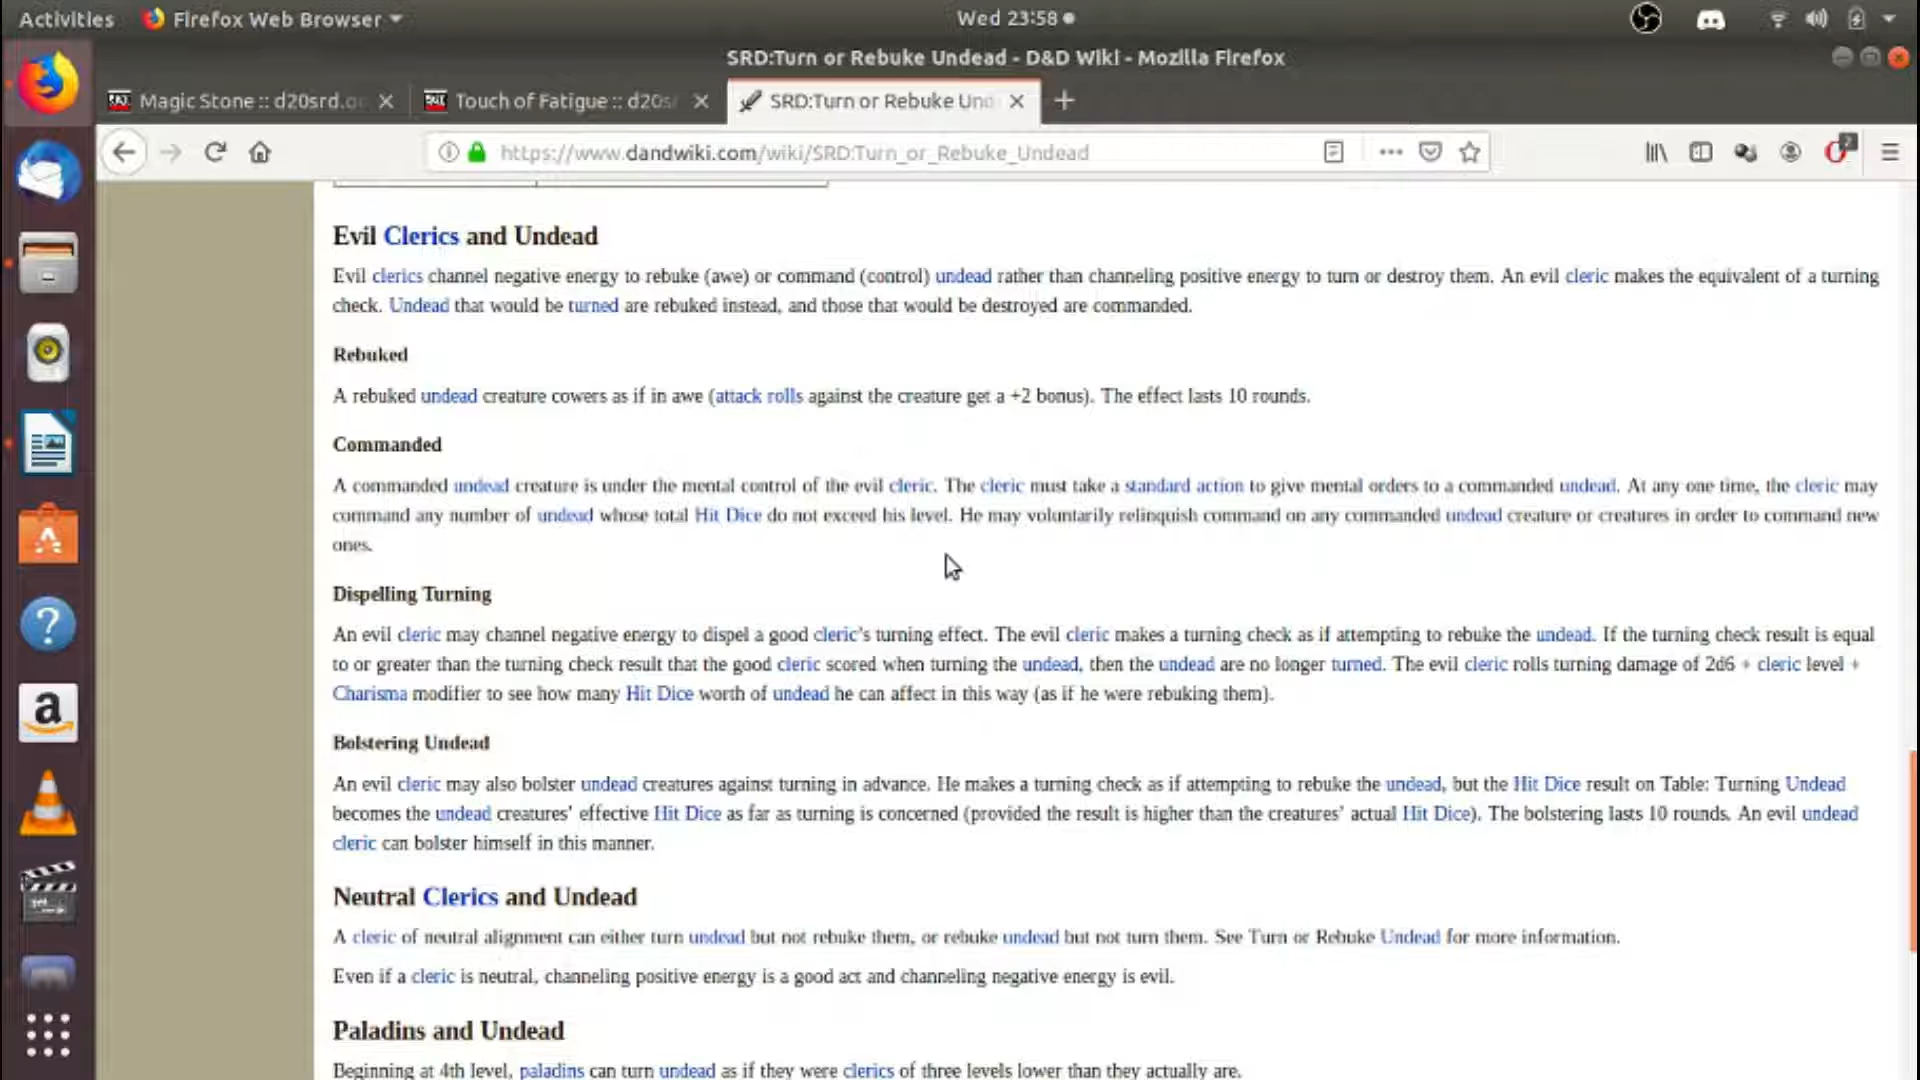 Activities Firefox Web Browser Wed 23:58
SRD:Turn or Rebuke Undead - D&D Wiki - Mozilla Firefox
Magic Stone :: d20srd.o Touch of Fatigue :: d20s SRD:Turn or Rebuke Und
https://www.dandwiki.com/wiki/SRD:Turn_or_Rebuke_Undead
Evil Clerics and Undead
Evil clerics channel negative energy to rebuke (awe) or command (control) undead rather than channeling positive energy to turn or destroy them. An evil cleric makes the equivalent of a turning
check. Undead that would be turned are rebuked instead, and those that would be destroyed are commanded.
Rebuked
A rebuked undead creature cowers as if in awe (attack rolls against the creature get a +2 bonus). The effect lasts 10 rounds.
Commanded
A commanded undead creature is under the mental control of the evil cleric. The cleric must take a standard action to give mental orders to a commanded undead. At any one time, the cleric may
command any number of undead whose total Hit Dice do not exceed his level. He may voluntarily relinquish command on any commanded undead creature or creatures in order to command new
ones.
Dispelling Turning
An evil cleric may channel negative energy to dispel a good cleric's turning effect. The evil cleric makes a turning check as if attempting to rebuke the undead. If the turning check result is equal
to or greater than the turning check result that the good cleric scored when turning the undead, then the undead are no longer turned. The evil cleric rolls turning damage of 2d6 + cleric level +
Charisma modifier to see how many Hit Dice worth of undead he can affect in this way (as if he were rebuking them).
Bolstering Undead
An evil cleric may also bolster undead creatures against turning in advance. He makes a turning check as if attempting to rebuke the undead, but the Hit Dice result on Table: Turning Undead
becomes the undead creatures' effective Hit Dice as far as turning is concerned (provided the result is higher than the creatures' actual Hit Dice). The bolstering lasts 10 rounds. An evil undead
cleric can bolster himself in this manner.
Neutral Clerics and Undead
A cleric of neutral alignment can either turn undead but not rebuke them, or rebuke undead but not turn them. See Turn or Rebuke Undead for more information.
Even if a cleric is neutral, channeling positive energy is a good act and channeling negative energy is evil.
Paladins and Undead
Beginning at 4th level, paladins can turn undead as if they were clerics of three levels lower than they actually are.